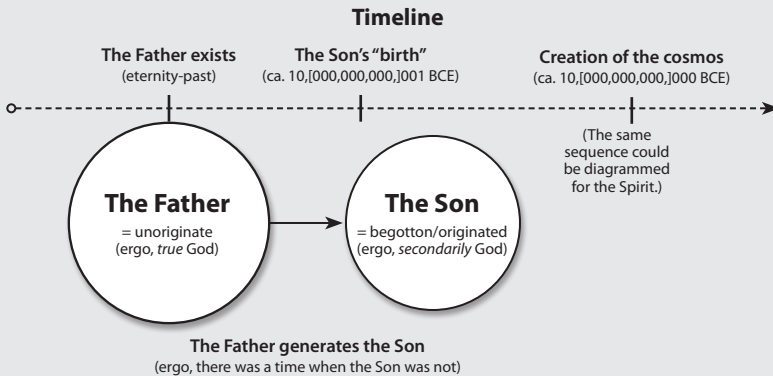 Timeline
The Father exists
(eternity-past)
The Son's “birth”
(ca. 10,[000,000,000,]001 BCE)
Creation of the cosmos
(ca. 10,[000,000,000,]000 BCE)
(The same
sequence could
be diagrammed
for the Spirit.)
The Father
= unoriginate
(ergo, true God)
The Son
= begotton/originated
(ergo, secondarily God)
The Father generates the Son
(ergo, there was a time when the Son was not)